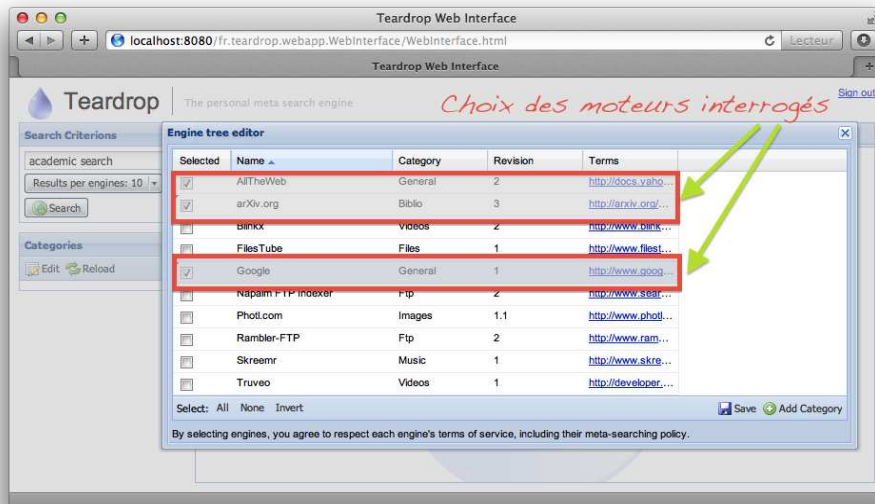 Teardrop Web Interface
localhost:8080/fr.teardrop.webapp.WebInterface/WebInterface.html
Lecteur
Teardrop Web Interface
Teardrop
The personal meta search engine
Choix des moteurs interrogés
Sign out
Search Criterions
academic search
Results per engines: 10
Search
Categories
Edit Reload
Engine tree editor
Selected Name Category Revision Terms
AllTheWeb General 2 http://docs.yaho...
arXiv.org Biblio 3 http://arxiv.org/...
Blinkx Videos 2 http://www.blink...
FilesTube Files 1 http://www.filest...
Google General 1 http://www.goog...
Napalm FTP Indexer Ftp 2 http://www.sear...
Photl.com Images 1.1 http://www.photl...
Rambler-FTP Ftp 2 http://www.ram...
Skreemr Music 1 http://www.skre...
Truveo Videos 1 http://developer....
Select: All None Invert
Save Add Category
By selecting engines, you agree to respect each engine's terms of service, including their meta-searching policy.